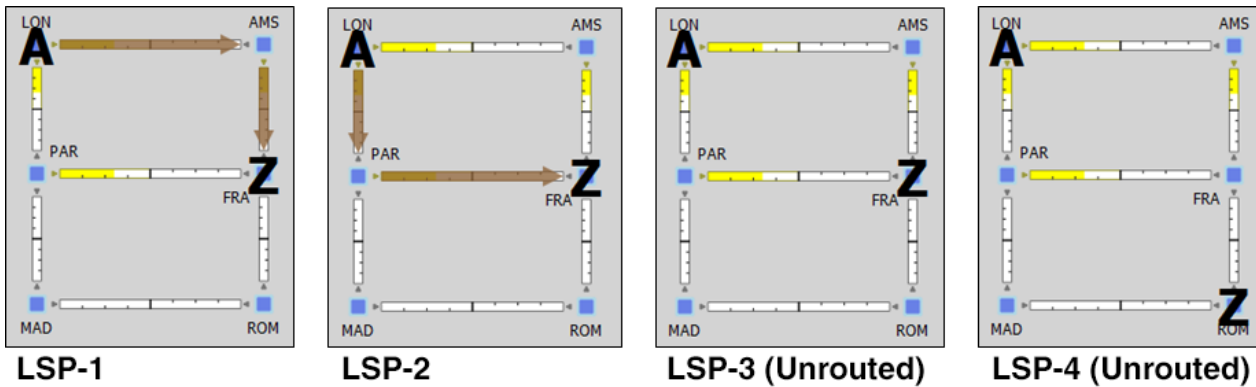 LON
AMS
A
PAR
Z
FRA
MAD
ROM
LSP-1
LON
AMS
A
PAR
Z
FRA
MAD
ROM
LSP-2
LON
AMS
A
PAR
Z
FRA
MAD
ROM
LSP-3 (Unrouted)
LON
AMS
A
PAR
FRA
Z
MAD
ROM
LSP-4 (Unrouted)